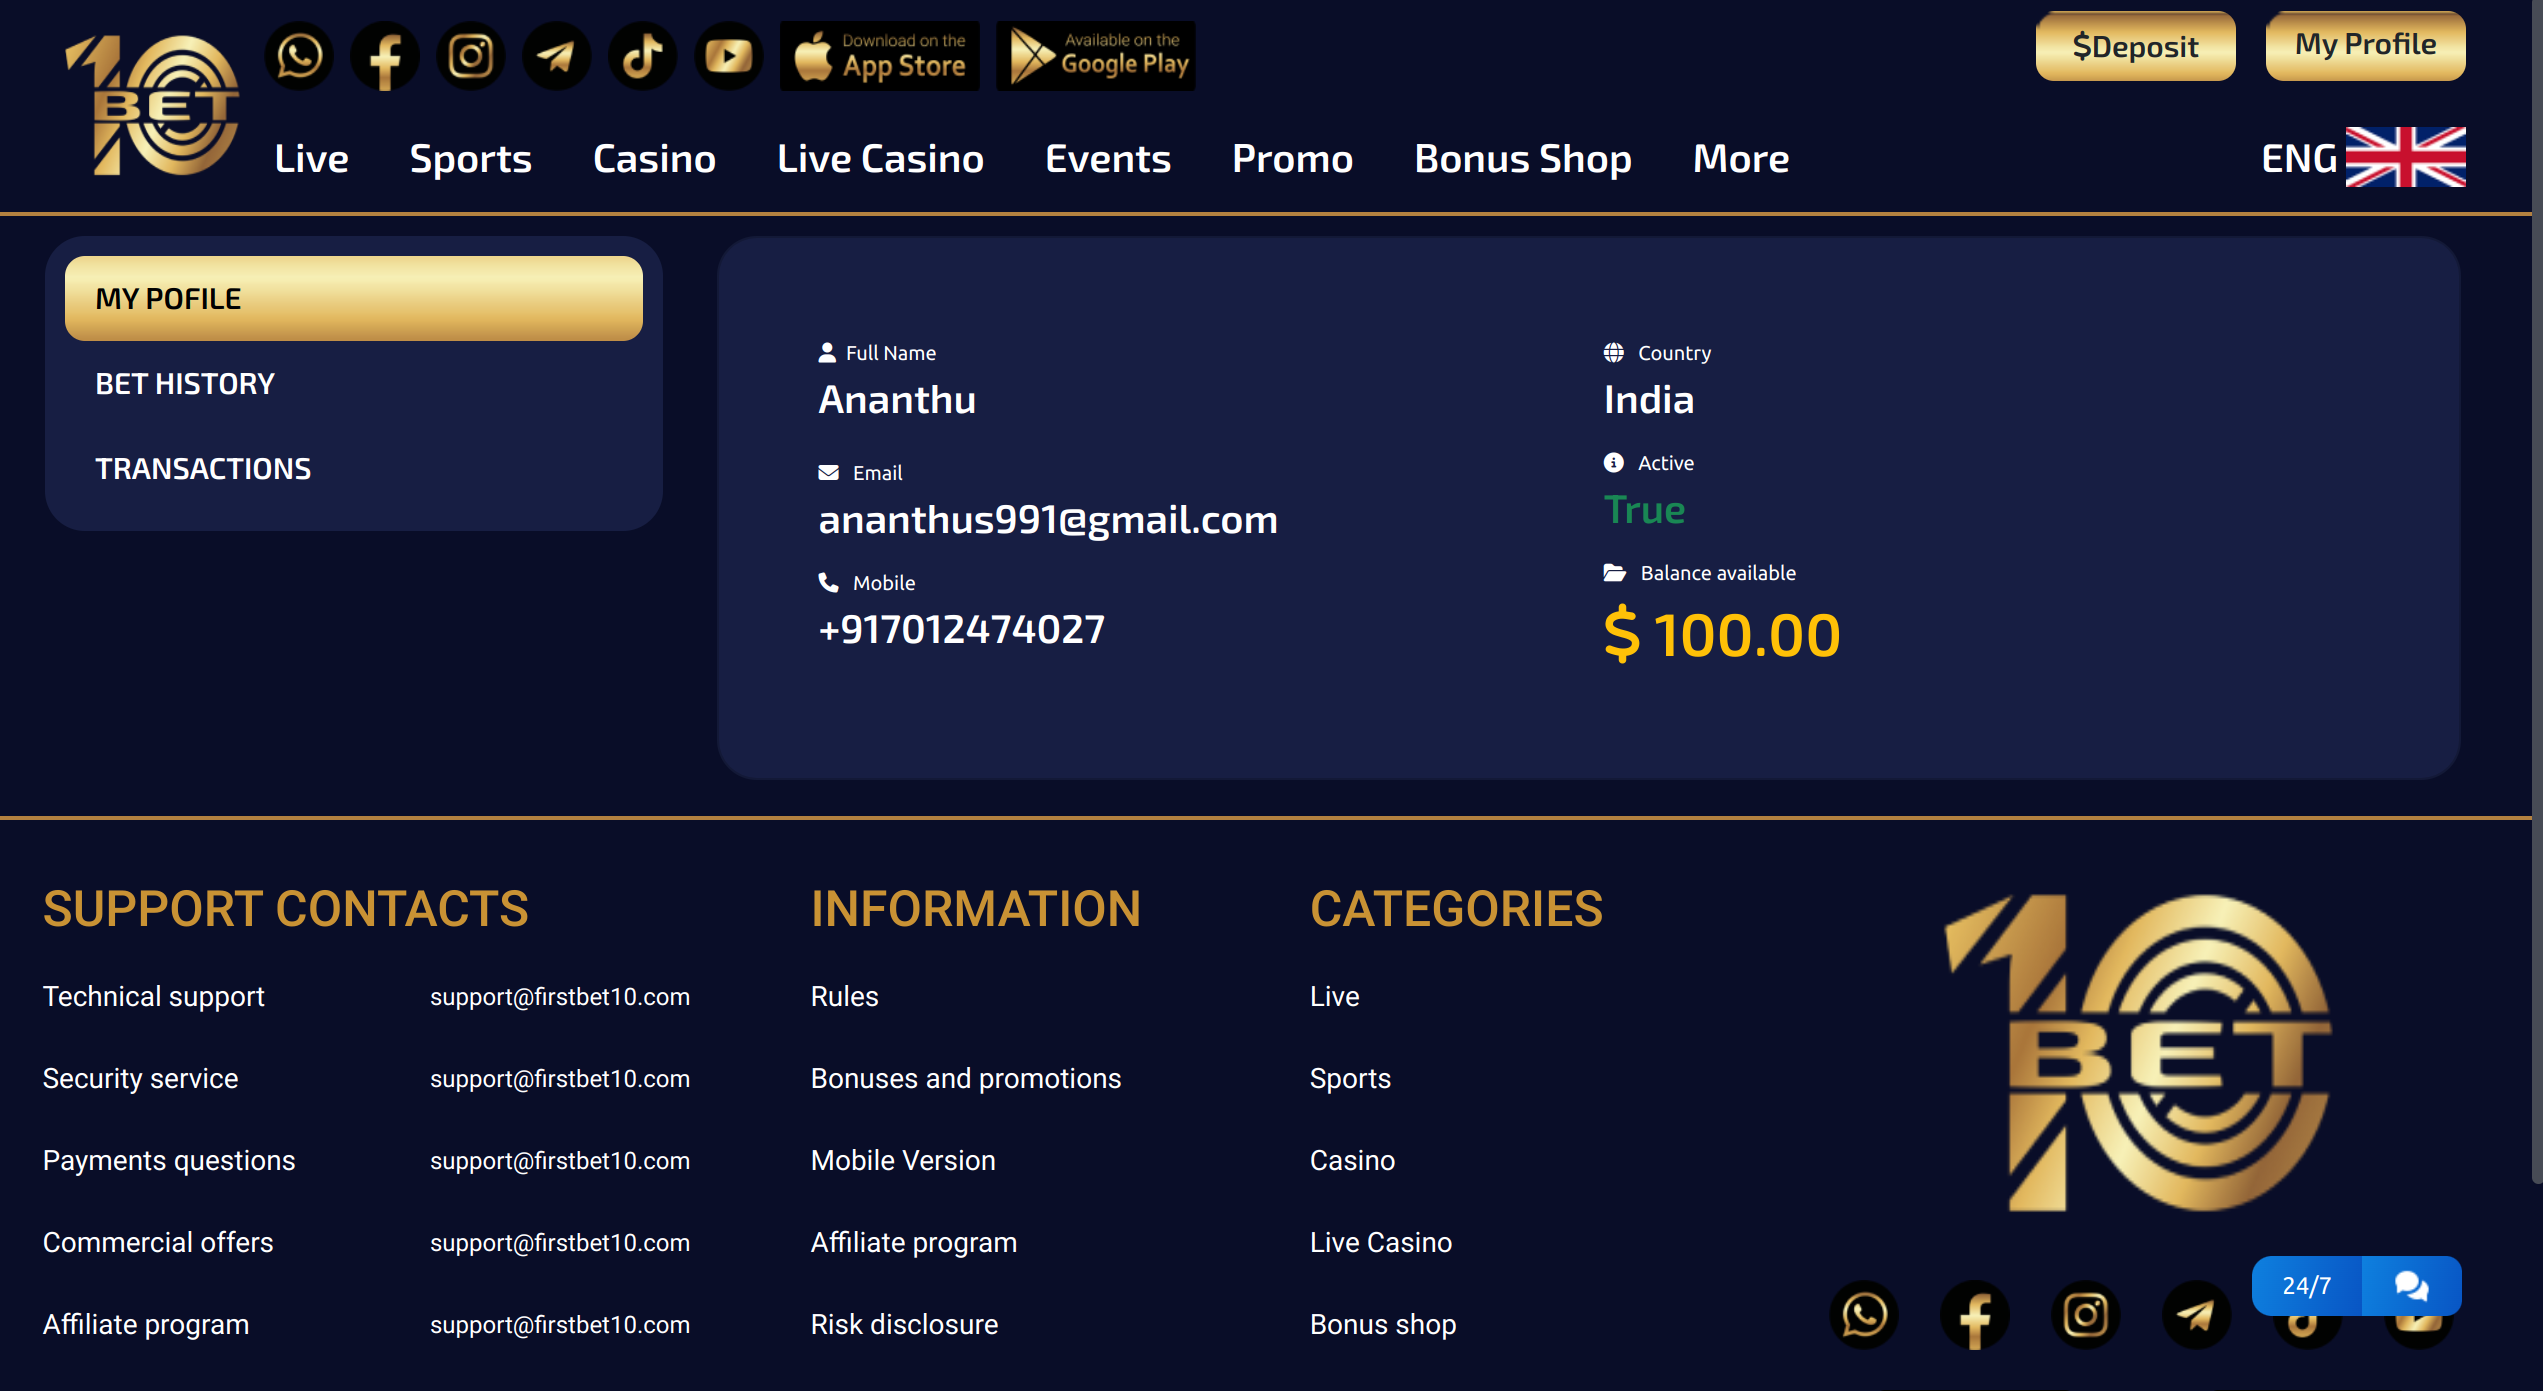 10 BET
Download on the
App Store
Available on the
Google Play
$Deposit
My Profile
Live Sports Casino Live Casino Events Promo Bonus Shop More
ENG
MY POFILE
BET HISTORY
TRANSACTIONS
Full Name
Ananthu
Email
ananthus991@gmail.com
Mobile
+917012474027
Country
India
Active
True
Balance available
$ 100.00
SUPPORT CONTACTS
Technical support support@firstbet10.com
Security service support@firstbet10.com
Payments questions support@firstbet10.com
Commercial offers support@firstbet10.com
Affiliate program support@firstbet10.com
INFORMATION
Rules
Bonuses and promotions
Mobile Version
Affiliate program
Risk disclosure
CATEGORIES
Live
Sports
Casino
Live Casino
Bonus shop
10 BET
24/7